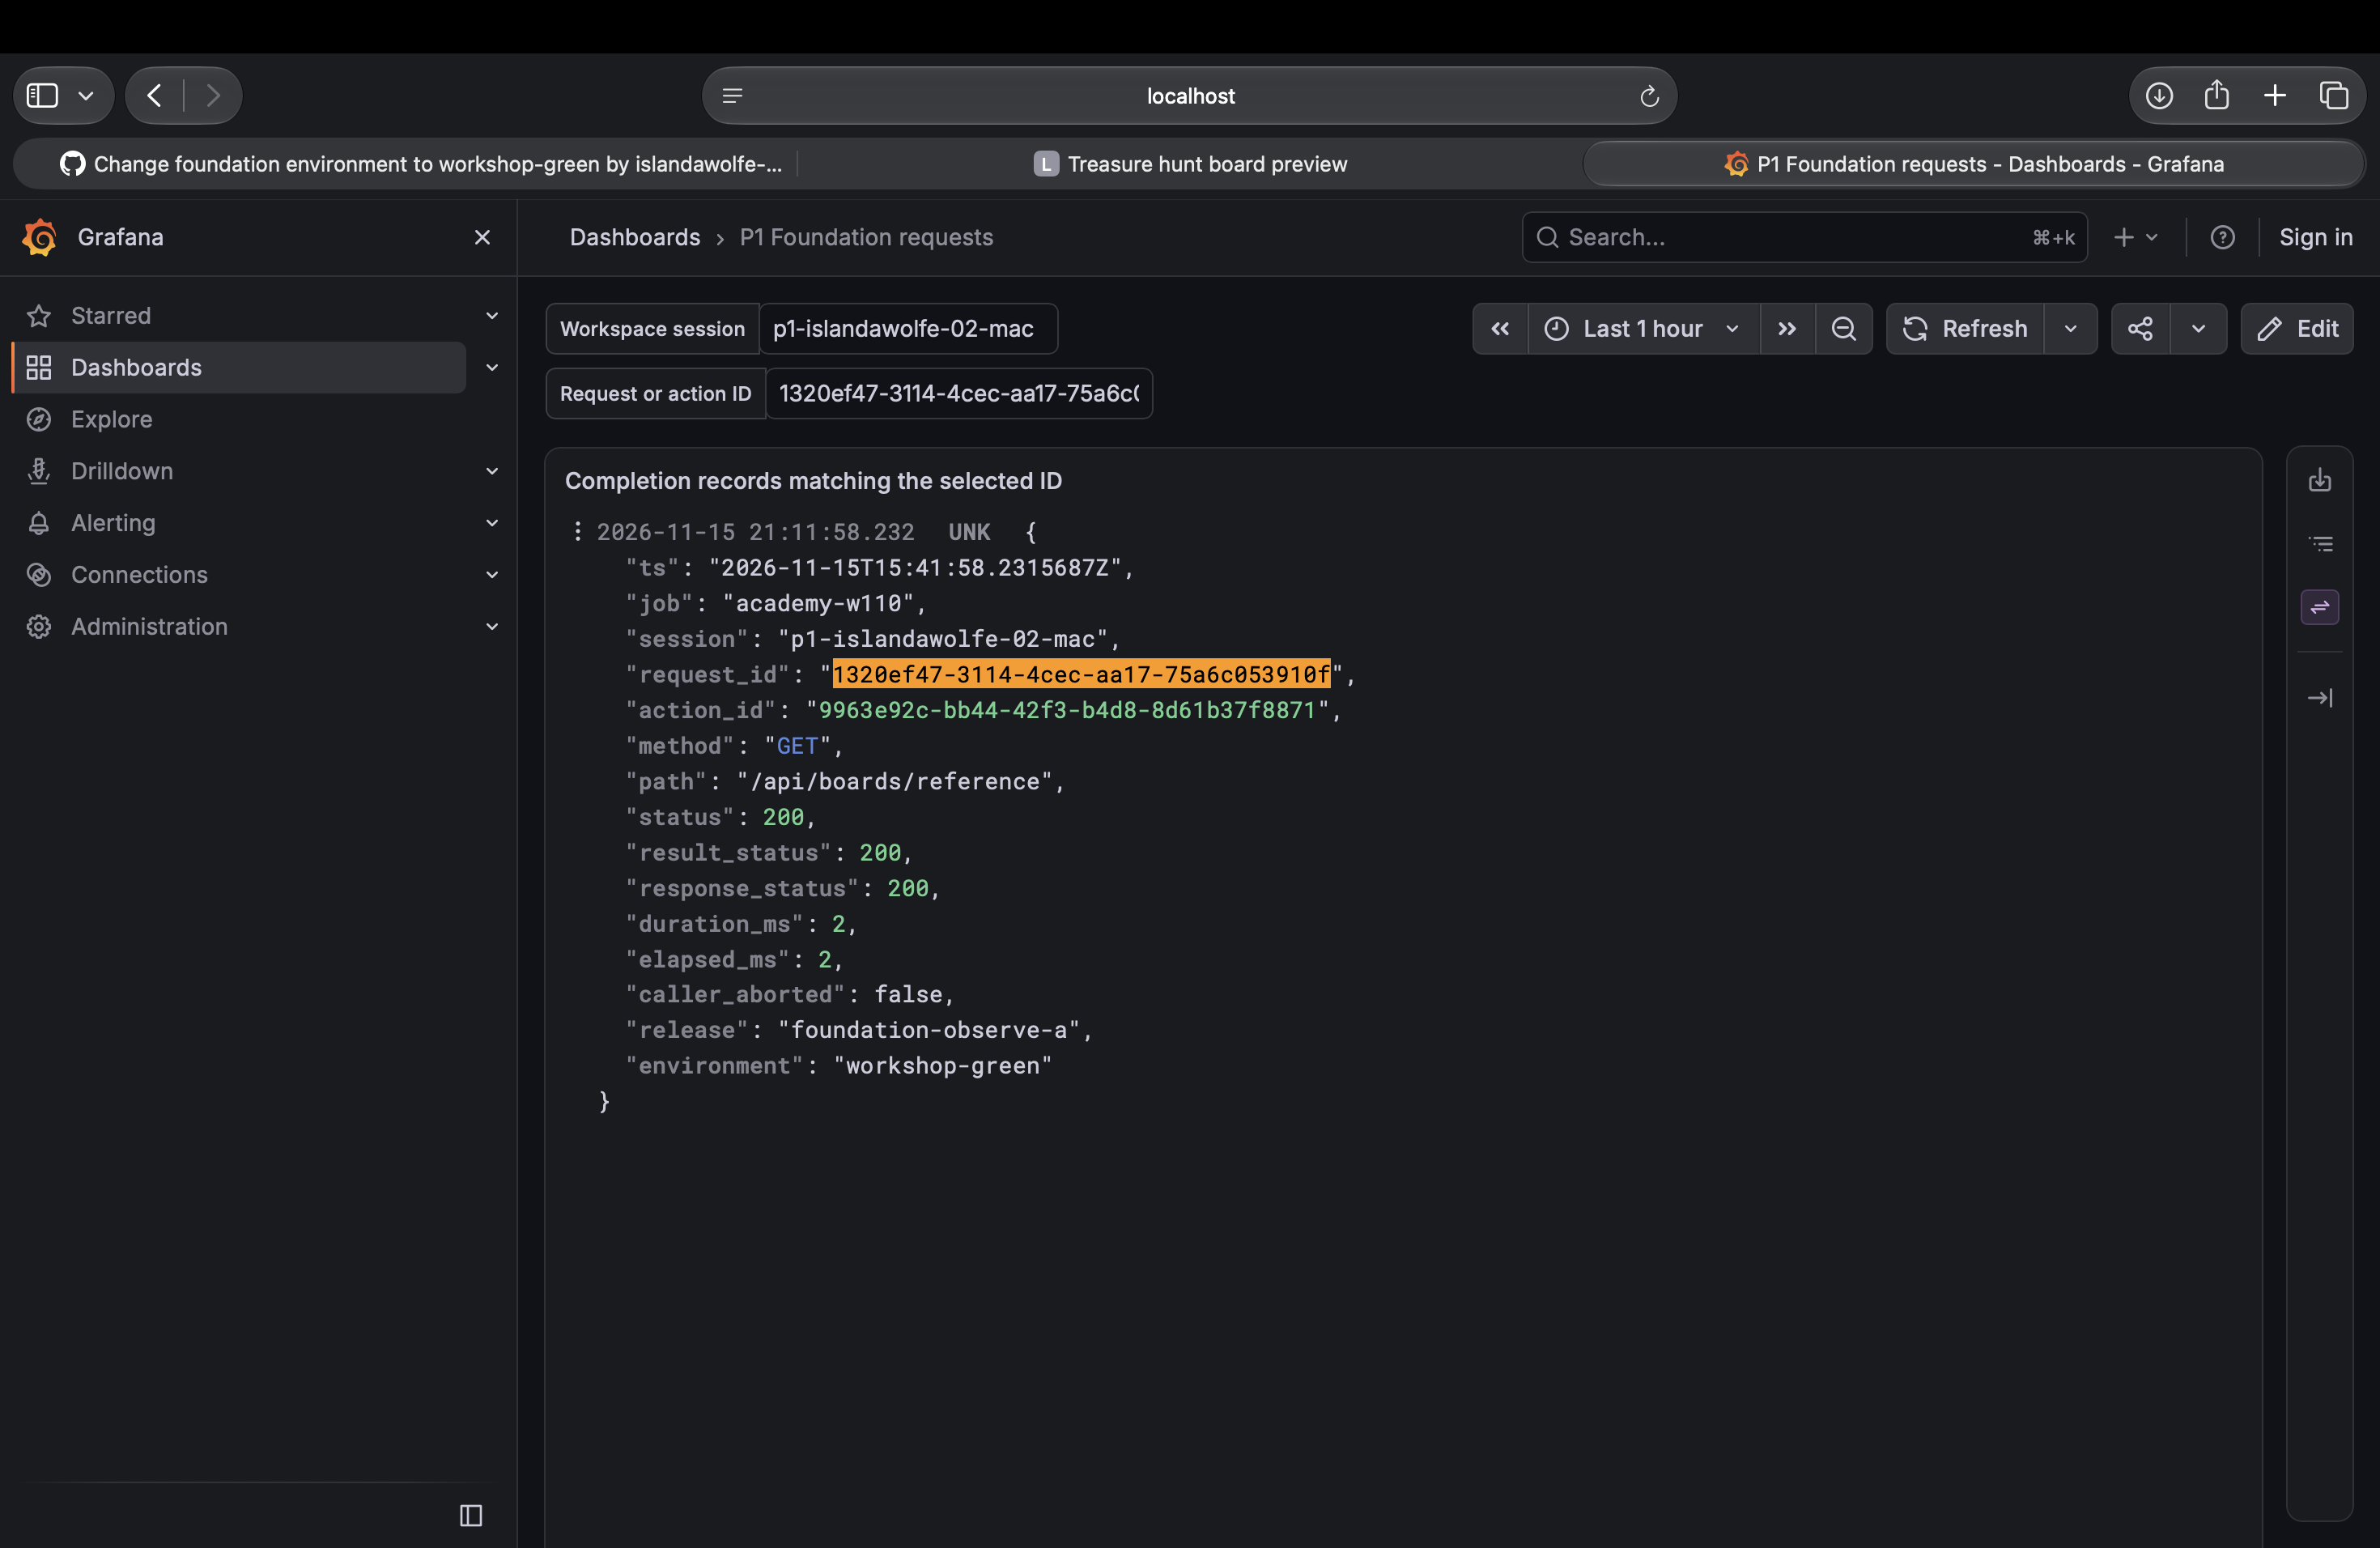 localhost
Change foundation environment to workshop-green by islandawolfe-...
L Treasure hunt board preview
P1 Foundation requests - Dashboards - Grafana
Grafana
Dashboards › P1 Foundation requests
Search...
⌘+k
Sign in
Starred
Dashboards
Explore
Drilldown
Alerting
Connections
Administration
Workspace session
p1-islandawolfe-02-mac
Last 1 hour
Refresh
Edit
Request or action ID
1320ef47-3114-4cec-aa17-75a6c(
Completion records matching the selected ID
2026-11-15 21:11:58.232 UNK {
"ts": "2026-11-15T15:41:58.2315687Z",
"job": "academy-w110",
"session": "p1-islandawolfe-02-mac",
"request_id": "1320ef47-3114-4cec-aa17-75a6c053910f",
"action_id": "9963e92c-bb44-42f3-b4d8-8d61b37f8871",
"method": "GET",
"path": "/api/boards/reference",
"status": 200,
"result_status": 200,
"response_status": 200,
"duration_ms": 2,
"elapsed_ms": 2,
"caller_aborted": false,
"release": "foundation-observe-a",
"environment": "workshop-green"
}